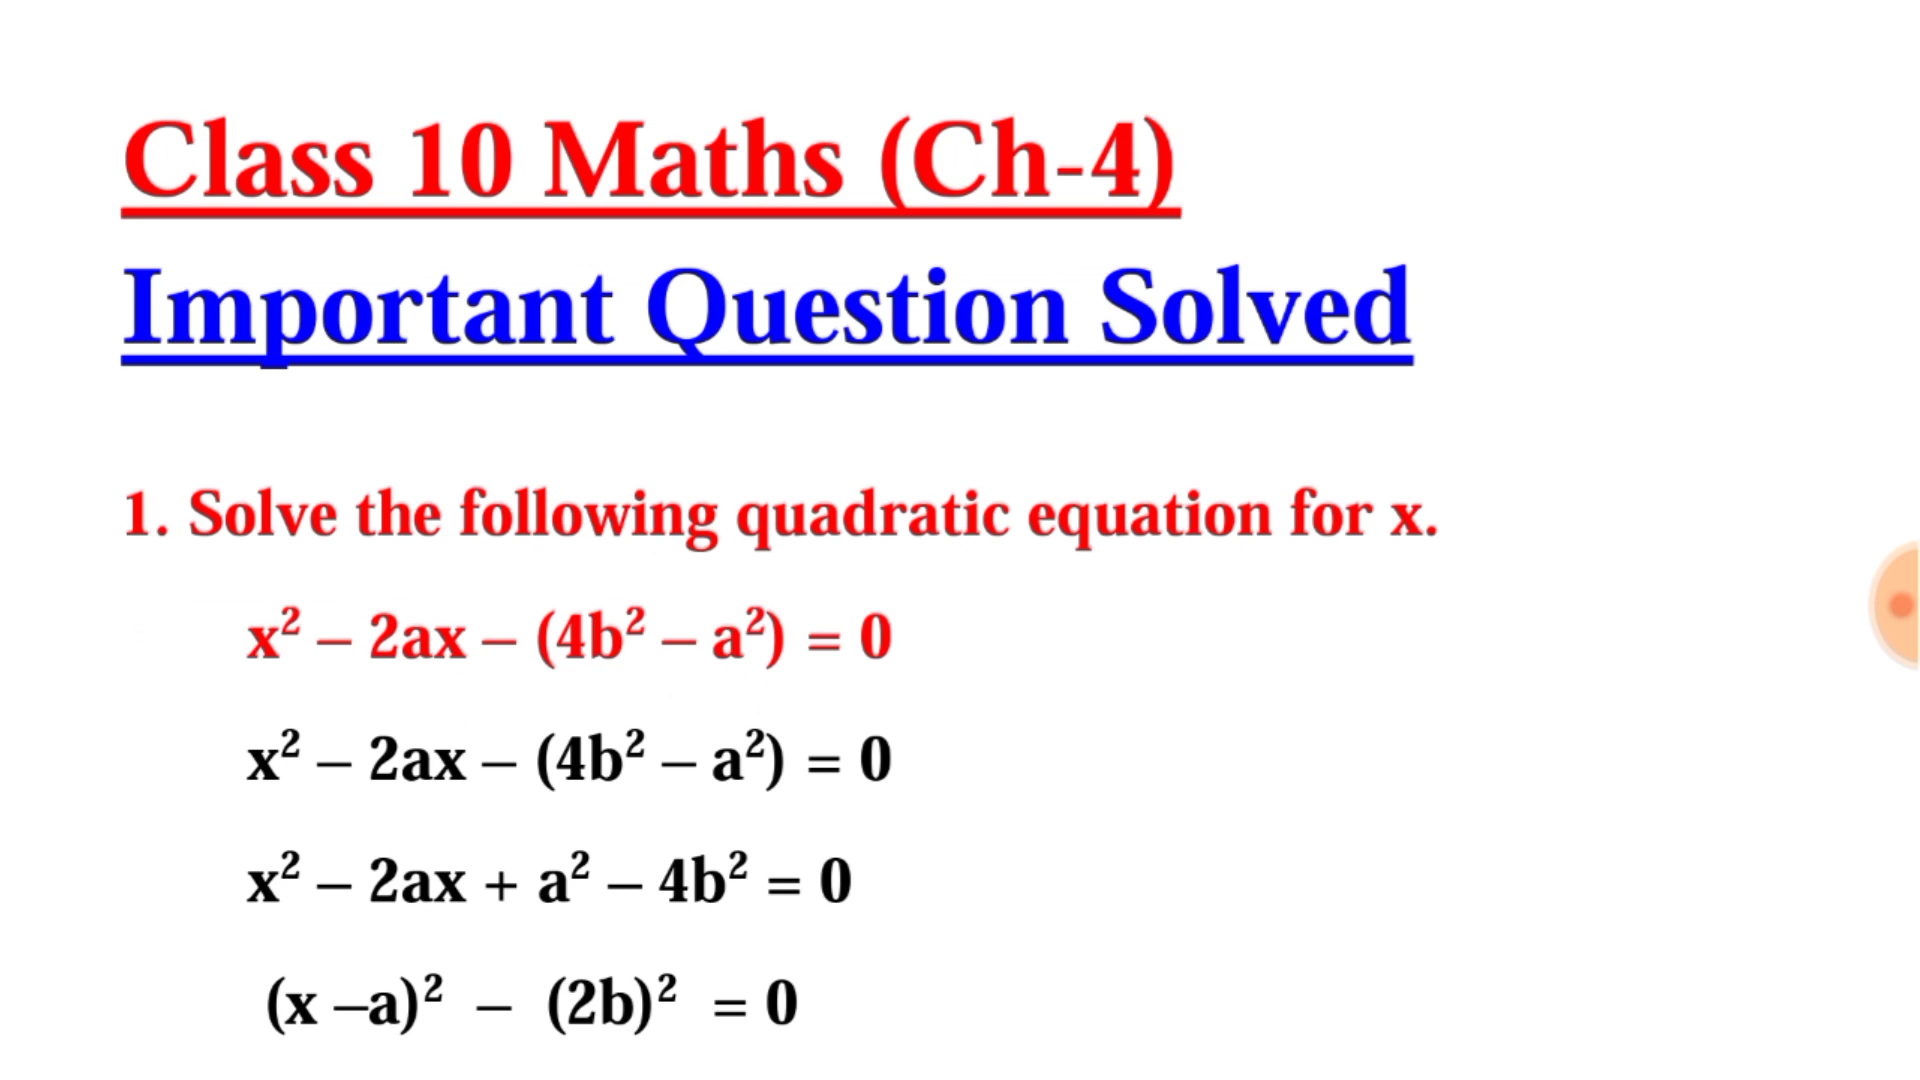 Class 10 Maths (Ch-4)
Important Question Solved
1. Solve the following quadratic equation for x.
x² – 2ax – (4b² – a²) = 0
x² – 2ax – (4b² – a²) = 0
x² – 2ax + a² – 4b² = 0
(x –a)² – (2b)² = 0